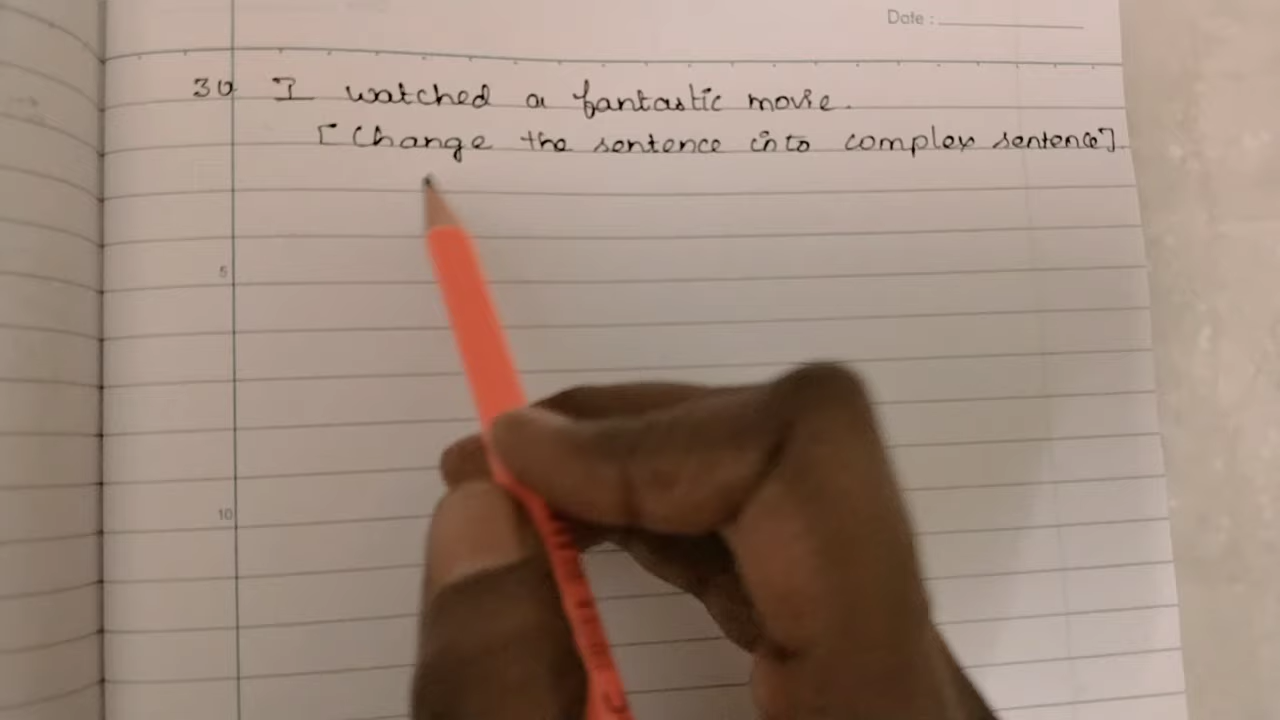 Date :
30 I watched a fantastic movie.
[Change the sentence into complex sentence]
5
10